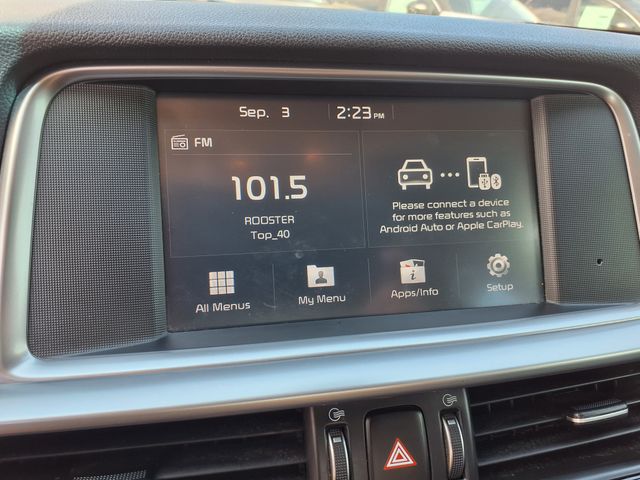 Sep. 3 2:23 PM
FM
101.5
ROOSTER
Top_40
Please connect a device
for more features such as
Android Auto or Apple CarPlay.
All Menus
My Menu
Apps/Info
Setup